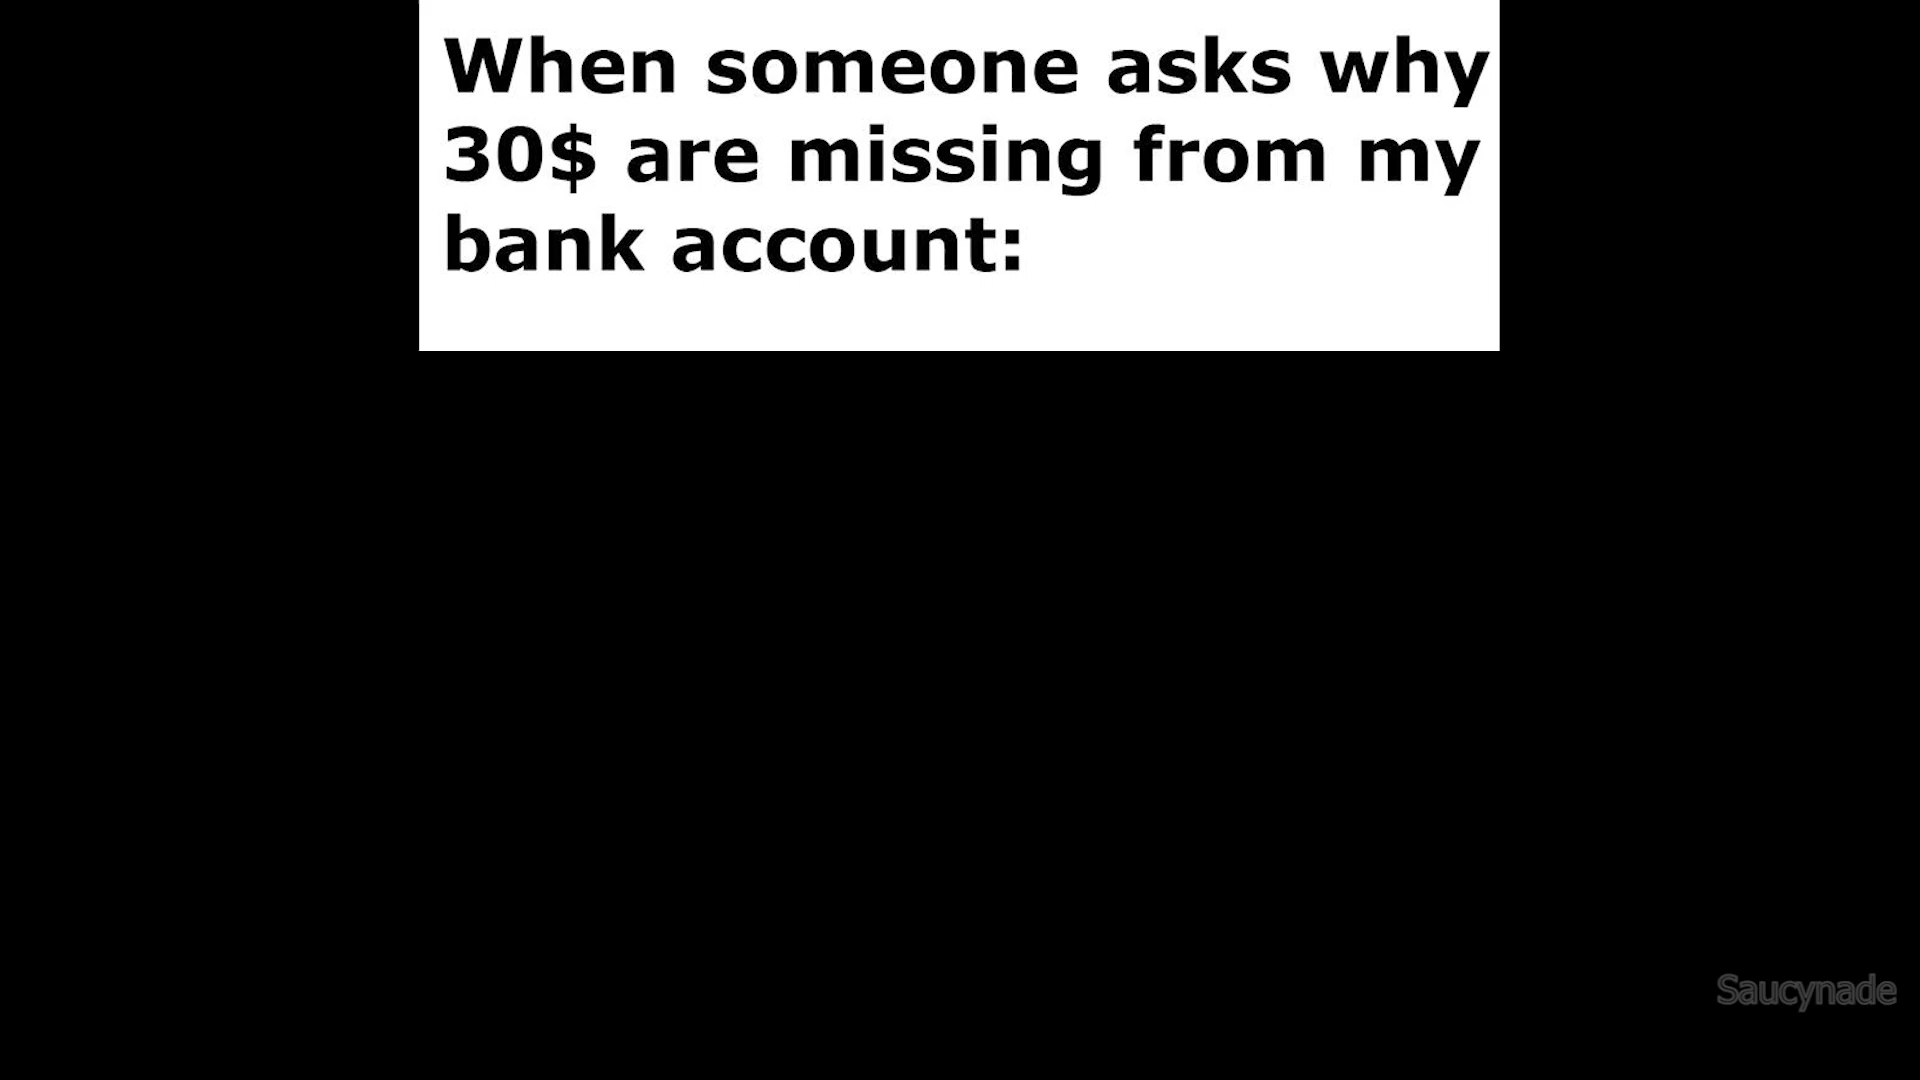 When someone asks why
30$ are missing from my
bank account:
Saucynade